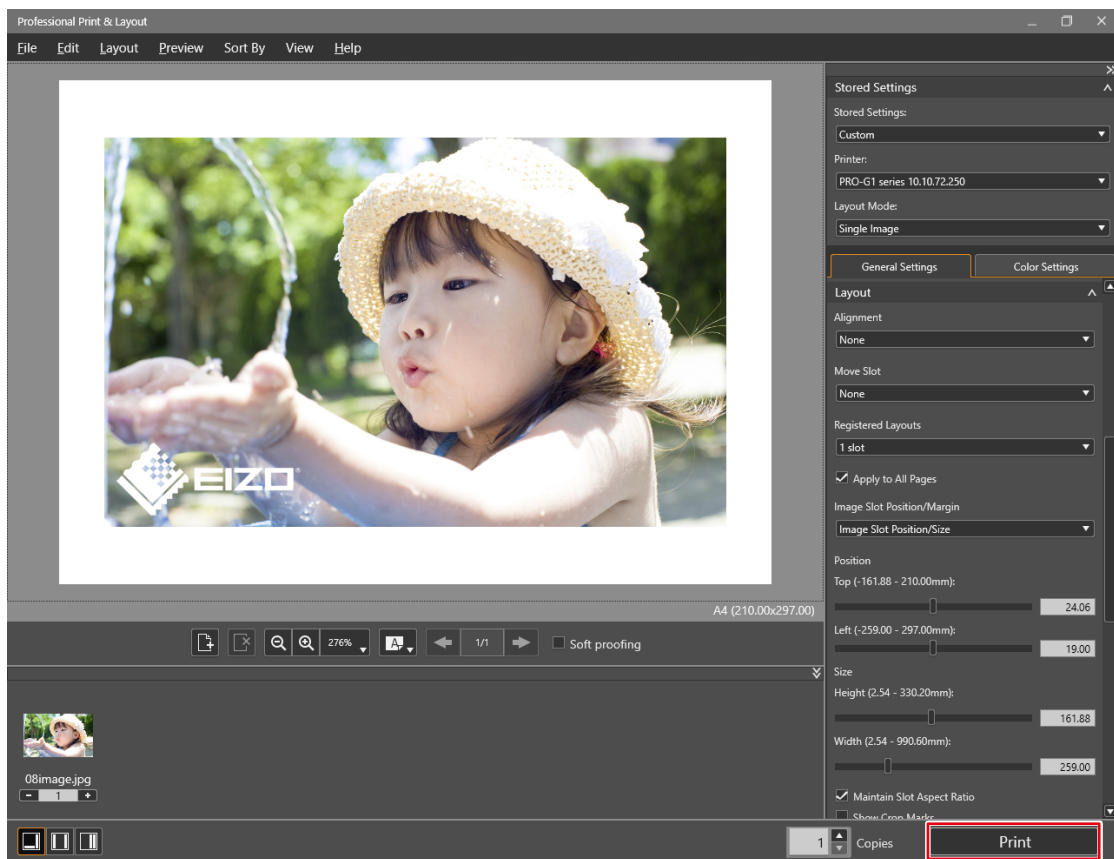 Professional Print & Layout
File Edit Layout Preview Sort By View Help
EIZO
A4 (210.00x297.00)
276%
A
1/1
Soft proofing
08image.jpg
- 1 +
Stored Settings
Stored Settings:
Custom
Printer:
PRO-G1 series 10.10.72.250
Layout Mode:
Single Image
General Settings Color Settings
Layout
Alignment
None
Move Slot
None
Registered Layouts
1 slot
Apply to All Pages
Image Slot Position/Margin
Image Slot Position/Size
Position
Top (-161.88 - 210.00mm):
24.06
Left (-259.00 - 297.00mm):
19.00
Size
Height (2.54 - 330.20mm):
161.88
Width (2.54 - 990.60mm):
259.00
Maintain Slot Aspect Ratio
Show Crop Marks
1 Copies Print